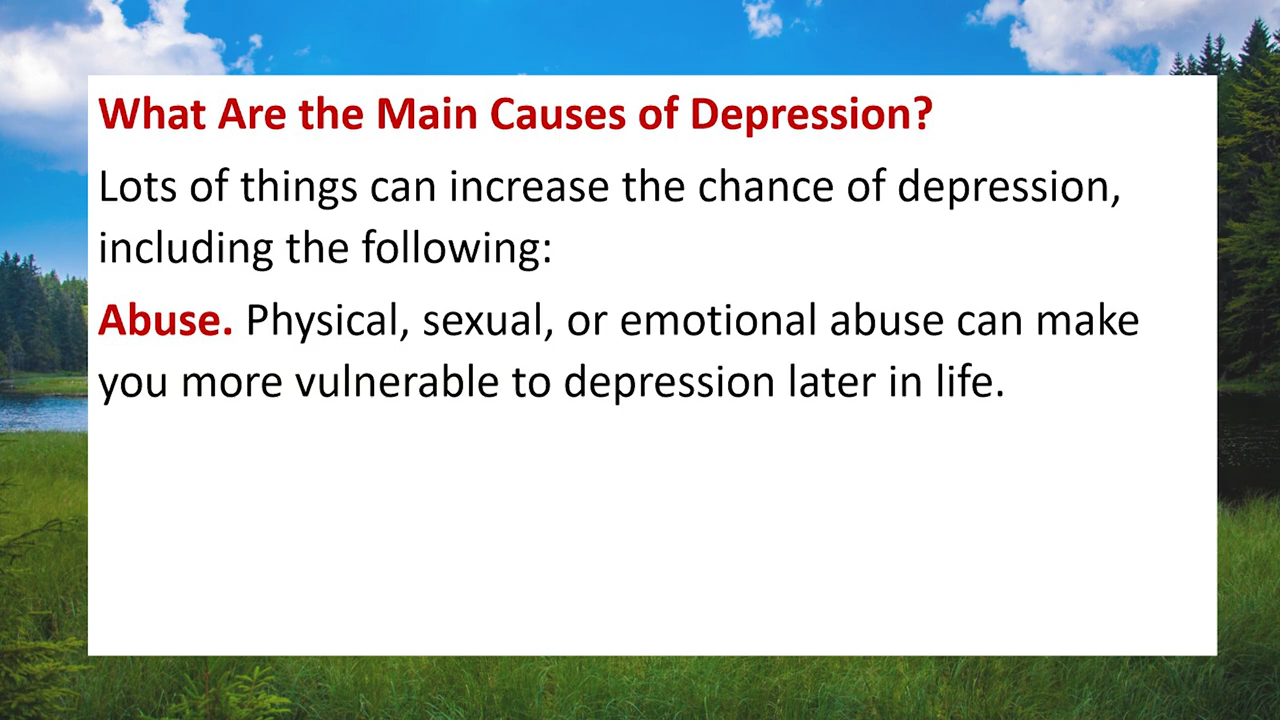 What Are the Main Causes of Depression?
Lots of things can increase the chance of depression,
including the following:
Abuse. Physical, sexual, or emotional abuse can make
you more vulnerable to depression later in life.